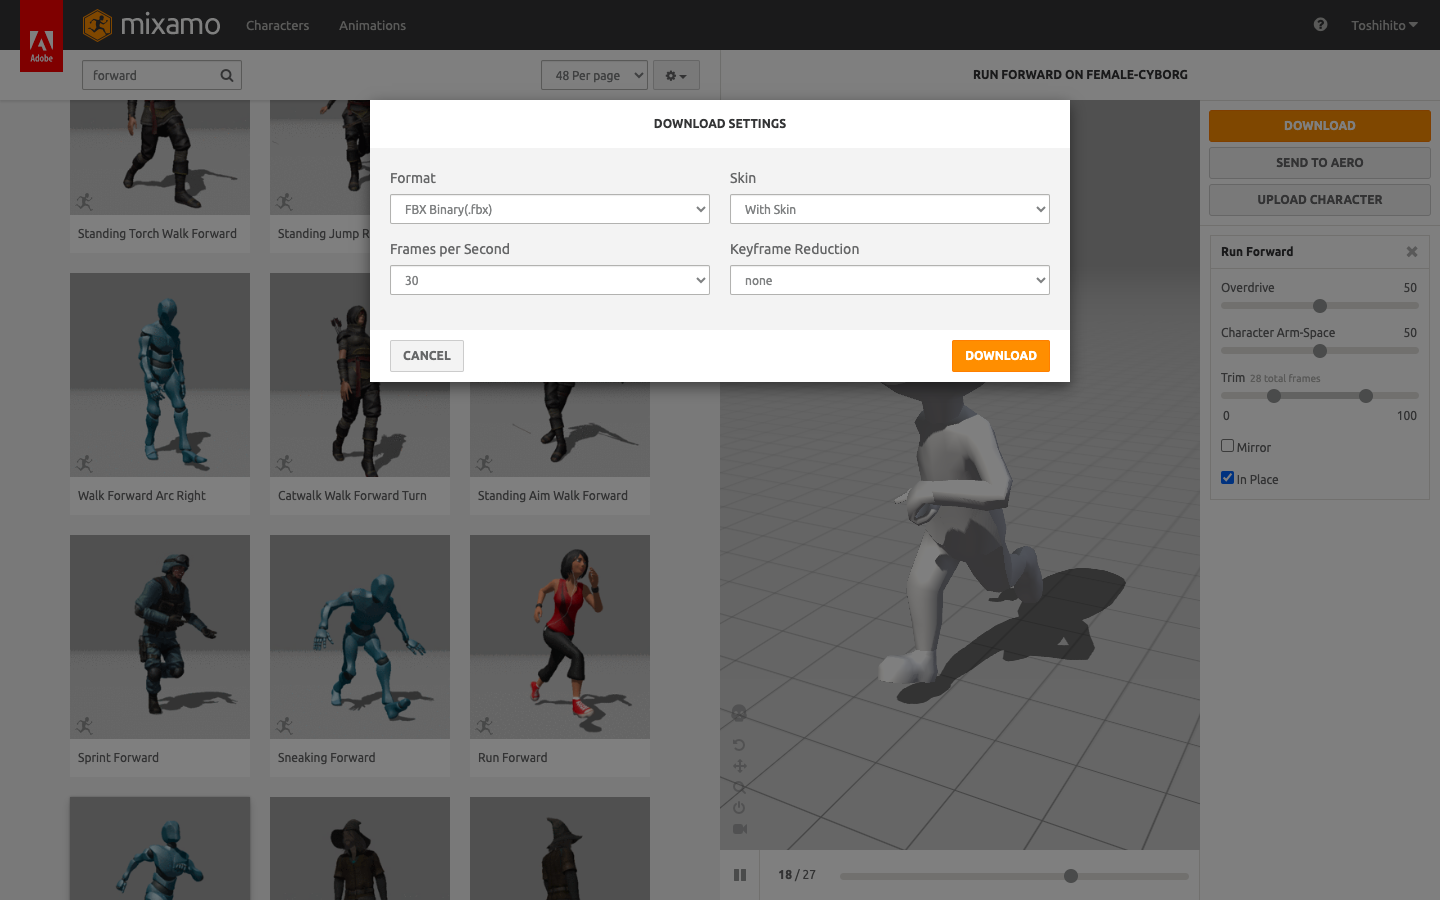 Adobe
mixamo
Characters
Animations
Toshihito
forward
48 Per page
RUN FORWARD ON FEMALE-CYBORG
DOWNLOAD SETTINGS
Format
Skin
FBX Binary(.fbx)
With Skin
Frames per Second
Keyframe Reduction
30
none
CANCEL
DOWNLOAD
DOWNLOAD
SEND TO AERO
UPLOAD CHARACTER
Run Forward
Overdrive 50
Character Arm-Space 50
Trim 28 total frames
0 100
Mirror
In Place
Standing Torch Walk Forward
Standing Jump R
Walk Forward Arc Right
Catwalk Walk Forward Turn
Standing Aim Walk Forward
Sprint Forward
Sneaking Forward
Run Forward
18 / 27